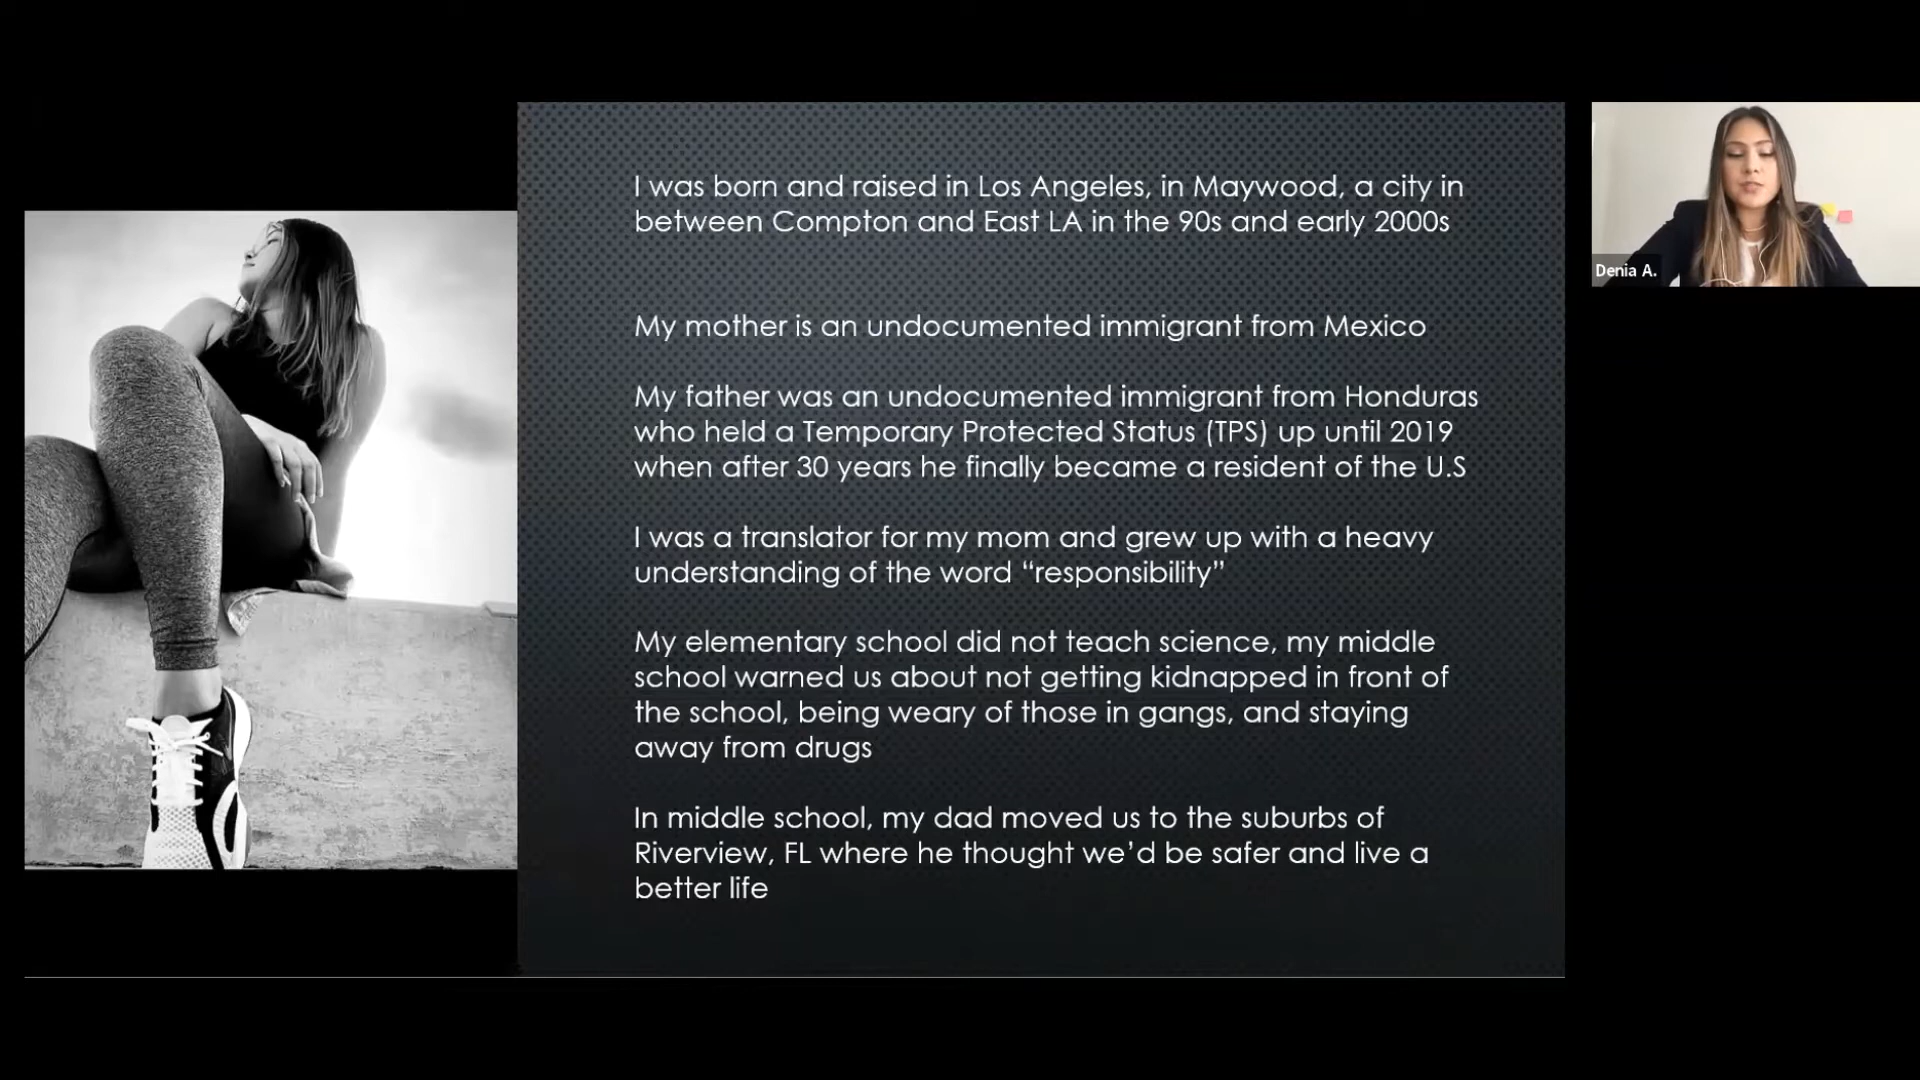 I was born and raised in Los Angeles, in Maywood, a city in
between Compton and East LA in the 90s and early 2000s
My mother is an undocumented immigrant from Mexico
My father was an undocumented immigrant from Honduras
who held a Temporary Protected Status (TPS) up until 2019
when after 30 years he finally became a resident of the U.S
I was a translator for my mom and grew up with a heavy
understanding of the word “responsibility”
My elementary school did not teach science, my middle
school warned us about not getting kidnapped in front of
the school, being weary of those in gangs, and staying
away from drugs
In middle school, my dad moved us to the suburbs of
Riverview, FL where he thought we’d be safer and live a
better life
Denia A.